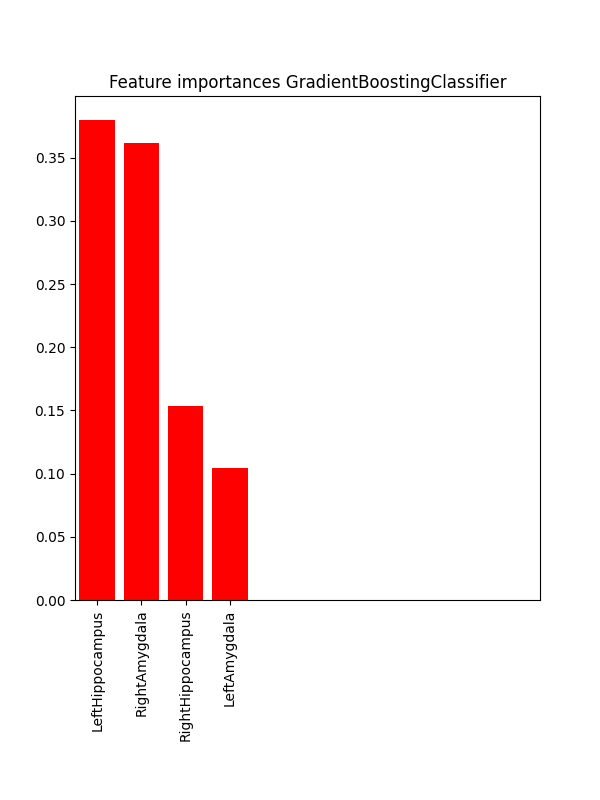 Feature importances GradientBoostingClassifier
0.35
0.30
0.25
0.20
0.15
0.10
0.05
0.00
LeftHippocampus
RightAmygdala
RightHippocampus
LeftAmygdala